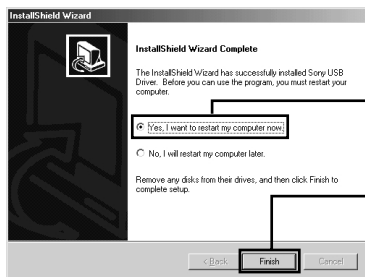 InstallShield Wizard
InstallShield Wizard Complete
The InstallShield Wizard has successfully installed Sony USB
Driver. Before you can use the program, you must restart your
computer.
Yes, I want to restart my computer now.
No, I will restart my computer later.
Remove any disks from their drives, and then click Finish to
complete setup.
< Back Finish Cancel